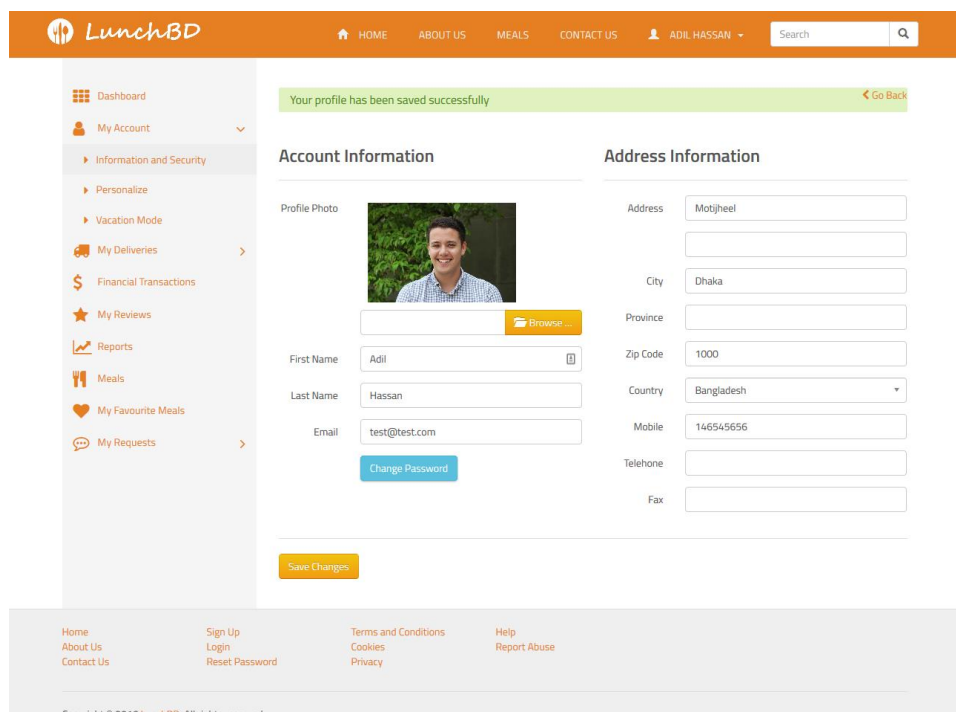 LunchBD
HOME ABOUT US MEALS CONTACT US ADIL HASSAN Search
Dashboard
My Account
Information and Security
Personalize
Vacation Mode
My Deliveries
Financial Transactions
My Reviews
Reports
Meals
My Favourite Meals
My Requests
Your profile has been saved successfully Go Back
Account Information
Profile Photo
Browse ...
First Name Adil
Last Name Hassan
Email test@test.com
Change Password
Address Information
Address Motijheel
City Dhaka
Province
Zip Code 1000
Country Bangladesh
Mobile 146545656
Telehone
Fax
Save Changes
Home Sign Up Terms and Conditions Help
About Us Login Cookies Report Abuse
Contact Us Reset Password Privacy